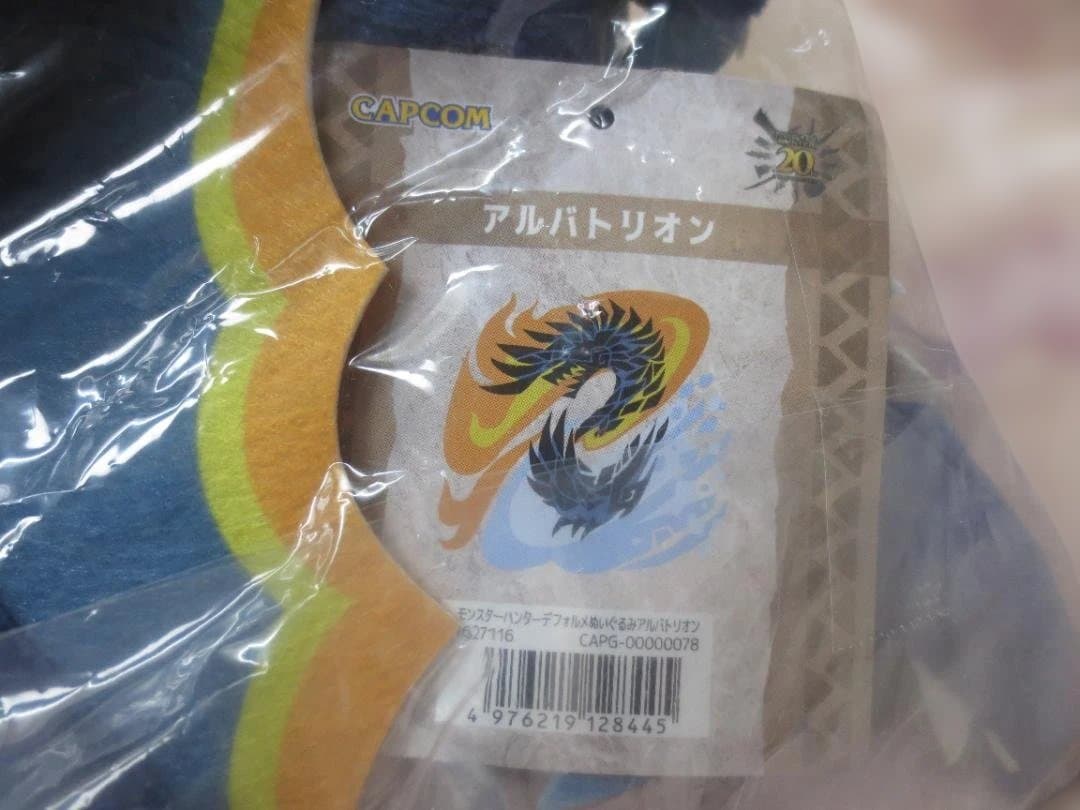 CAPCOM
20
アルバトリオン
モンスターハンターデフォルメぬいぐるみアルバトリオン
627116 CAPG-00000078
4 976219 128445